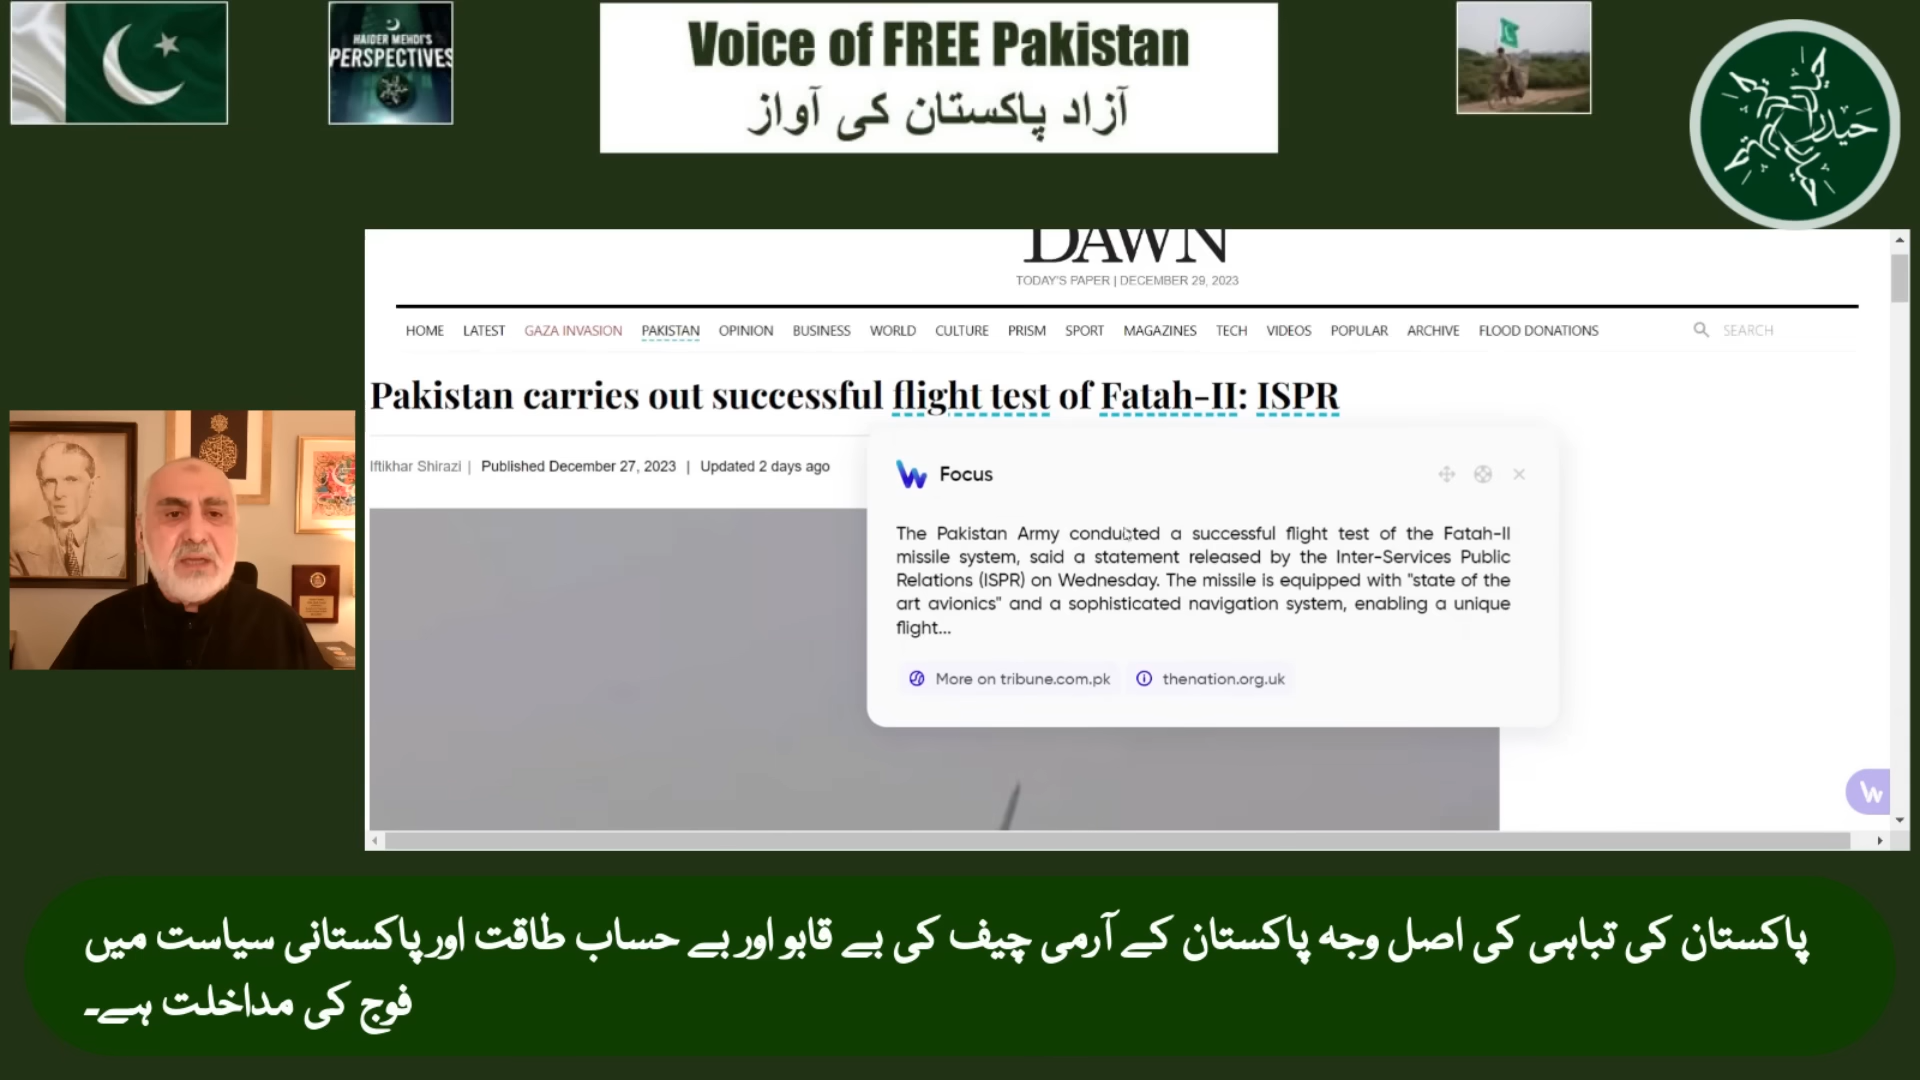 HAIDER MEHDI'S
PERSPECTIVES
Voice of FREE Pakistan
آزاد پاکستان کی آواز
حیدر
DAWN
TODAY'S PAPER | DECEMBER 29, 2023
HOME LATEST GAZA INVASION PAKISTAN OPINION BUSINESS WORLD CULTURE PRISM SPORT MAGAZINES TECH VIDEOS POPULAR ARCHIVE FLOOD DONATIONS SEARCH
Pakistan carries out successful flight test of Fatah-II: ISPR
Iftikhar Shirazi | Published December 27, 2023 | Updated 2 days ago
Focus
The Pakistan Army conducted a successful flight test of the Fatah-II
missile system, said a statement released by the Inter-Services Public
Relations (ISPR) on Wednesday. The missile is equipped with "state of the
art avionics" and a sophisticated navigation system, enabling a unique
flight...
More on tribune.com.pk thenation.org.uk
پاکستان کی تباہی کی اصل وجہ پاکستان کے آرمی چیف کی بے قابو اور بے حساب طاقت اور پاکستانی سیاست میں
فوج کی مداخلت ہے۔